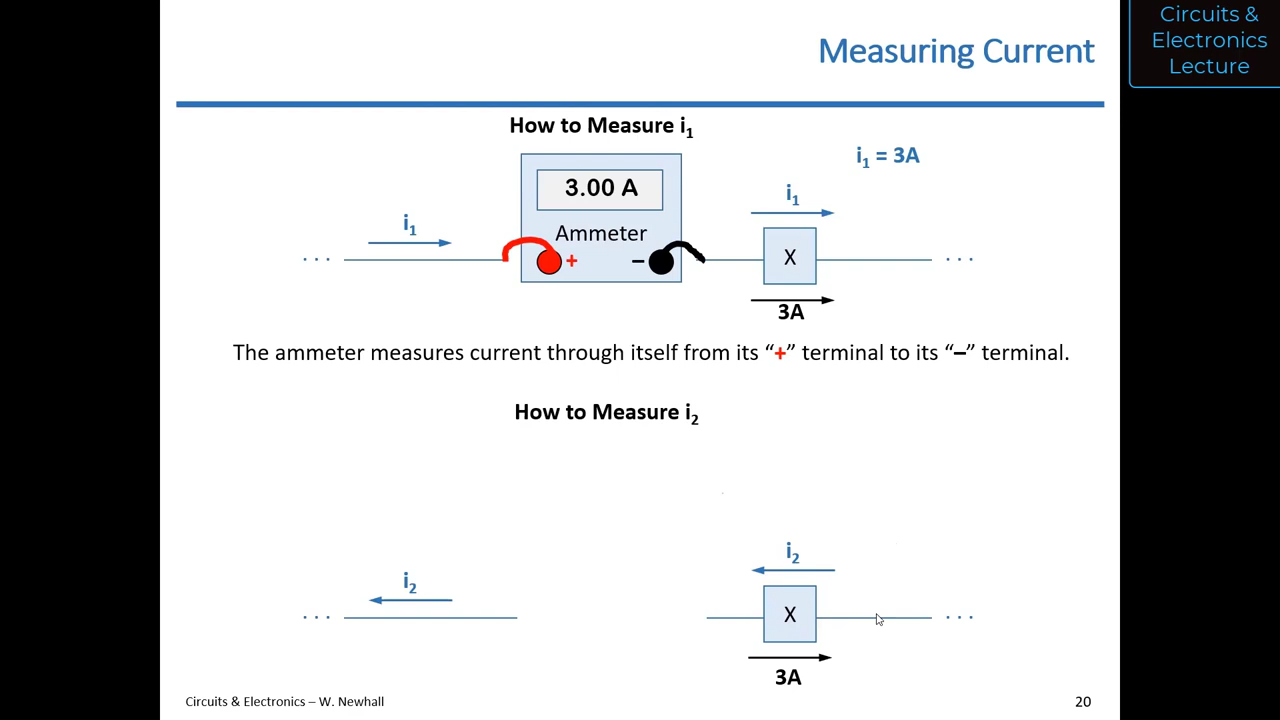 Circuits &
Electronics
Lecture
Measuring Current
How to Measure i₁
i₁ = 3A
3.00 A
i₁
i₁
Ammeter
+ –
X
· · ·
· · ·
3A
The ammeter measures current through itself from its “+” terminal to its “–” terminal.
How to Measure i₂
i₂
i₂
X
· · ·
· · ·
3A
Circuits & Electronics – W. Newhall
20